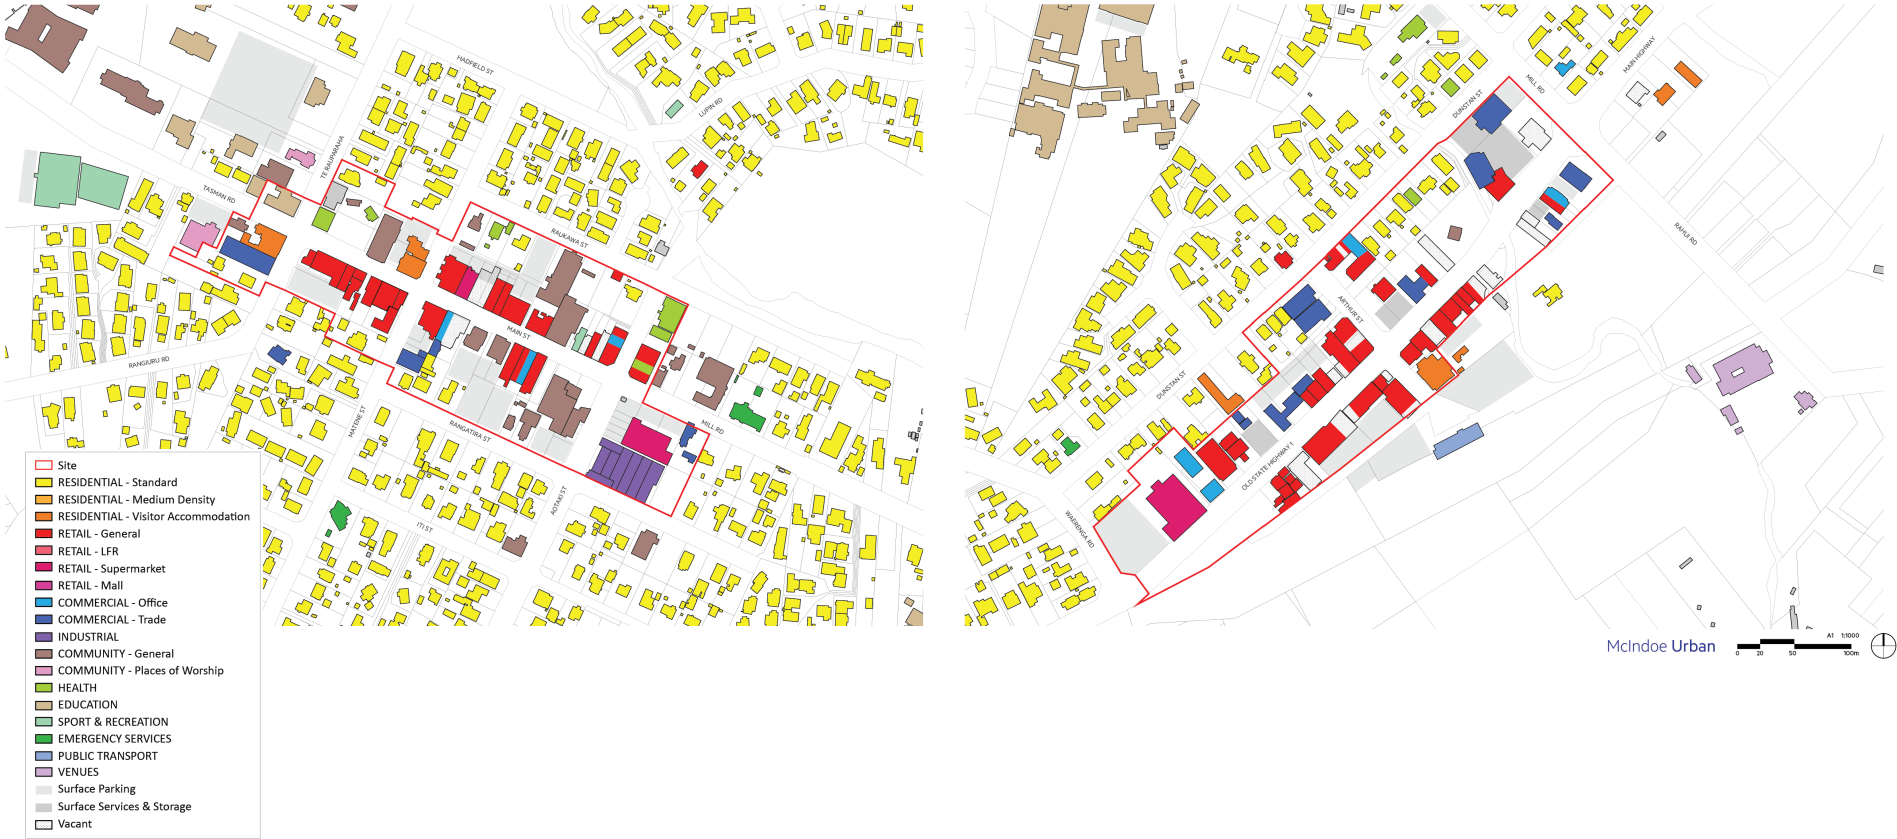 HADFIELD ST
LUPIN RD
TE RAUPARAHA
TASMAN RD
RAUKAWA ST
MAIN ST
RANGIURU RD
MATENE ST
RANGATIRA ST
MILL RD
AOTAKI ST
ITI ST
MAIN HIGHWAY
MILL RD
DUNSTAN ST
RAHUI RD
ARTHUR ST
DUNSTAN ST
OLD STATE HIGHWAY 1
WAERENGA RD
Site
RESIDENTIAL - Standard
RESIDENTIAL - Medium Density
RESIDENTIAL - Visitor Accommodation
RETAIL - General
RETAIL - LFR
RETAIL - Supermarket
RETAIL - Mall
COMMERCIAL - Office
COMMERCIAL - Trade
INDUSTRIAL
COMMUNITY - General
COMMUNITY - Places of Worship
HEALTH
EDUCATION
SPORT & RECREATION
EMERGENCY SERVICES
PUBLIC TRANSPORT
VENUES
Surface Parking
Surface Services & Storage
Vacant
McIndoe Urban
A1 1:1000
0 20 50 100m